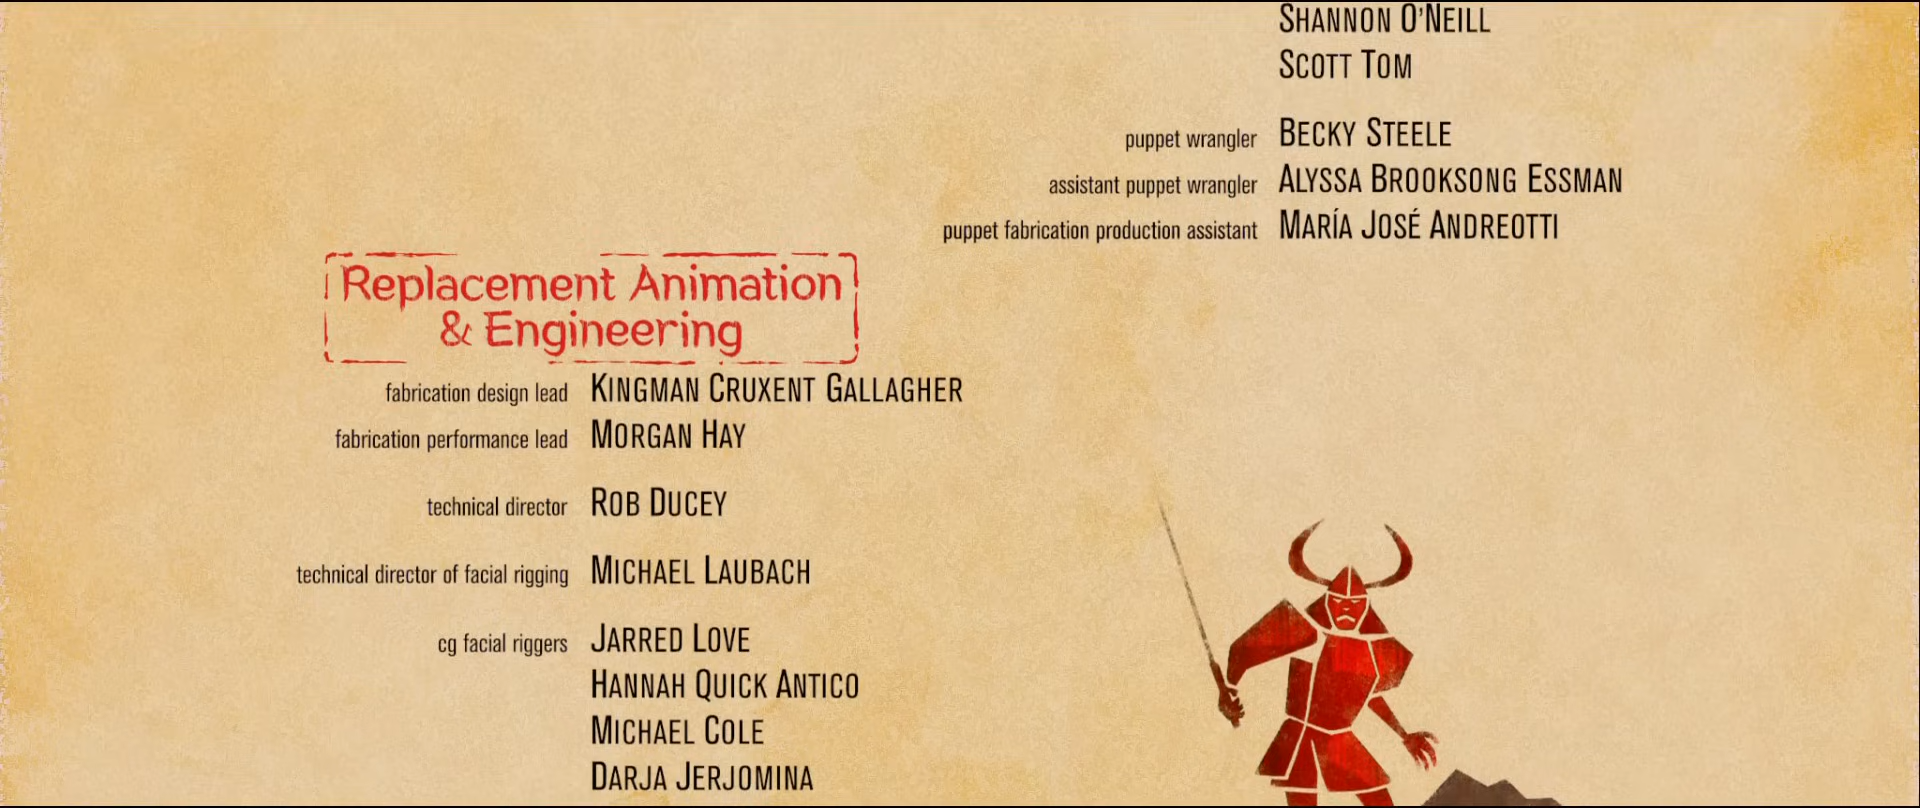 SHANNON O'NEILL
SCOTT TOM
puppet wrangler BECKY STEELE
assistant puppet wrangler ALYSSA BROOKSONG ESSMAN
puppet fabrication production assistant MARÍA JOSÉ ANDREOTTI
Replacement Animation
& Engineering
fabrication design lead KINGMAN CRUXENT GALLAGHER
fabrication performance lead MORGAN HAY
technical director ROB DUCEY
technical director of facial rigging MICHAEL LAUBACH
cg facial riggers JARRED LOVE
HANNAH QUICK ANTICO
MICHAEL COLE
DARJA JERJOMINA